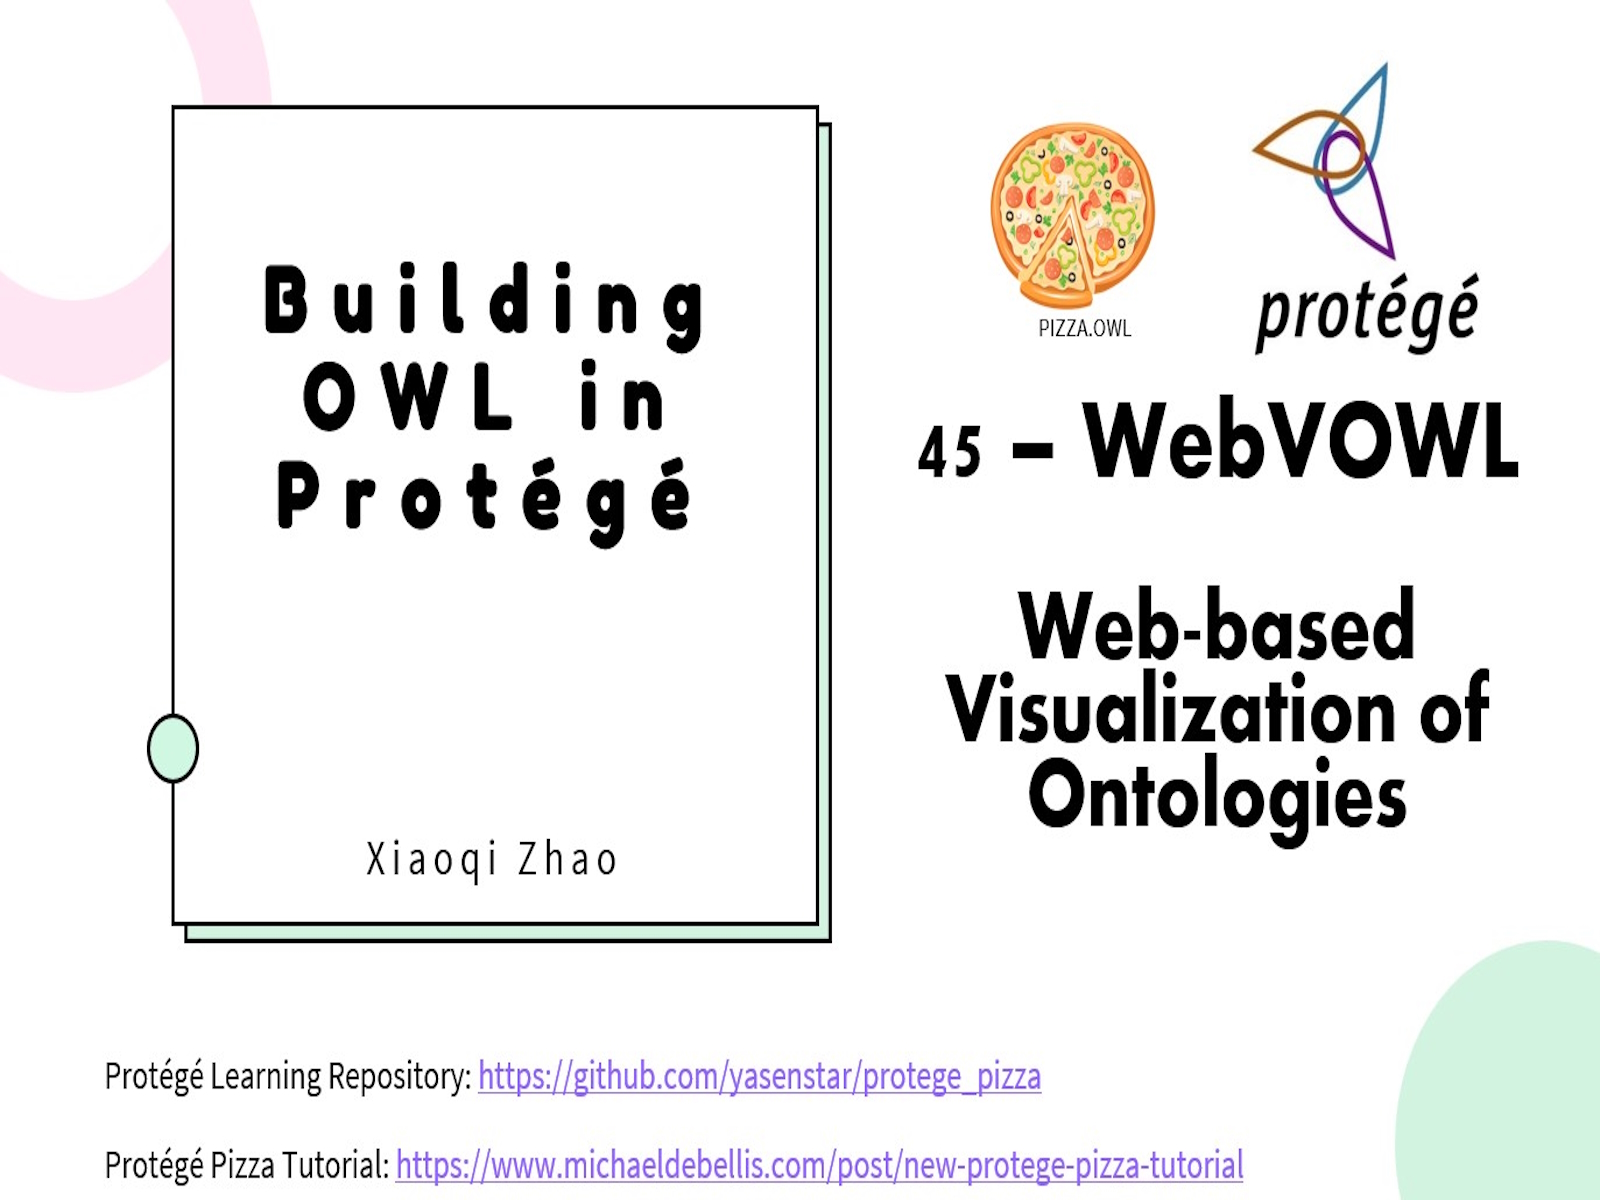 Building
OWL in
Protégé
Xiaoqi Zhao
PIZZA.OWL
protégé
45 – WebVOWL
Web-based
Visualization of
Ontologies
Protégé Learning Repository: https://github.com/yasenstar/protege_pizza
Protégé Pizza Tutorial: https://www.michaeldebellis.com/post/new-protege-pizza-tutorial